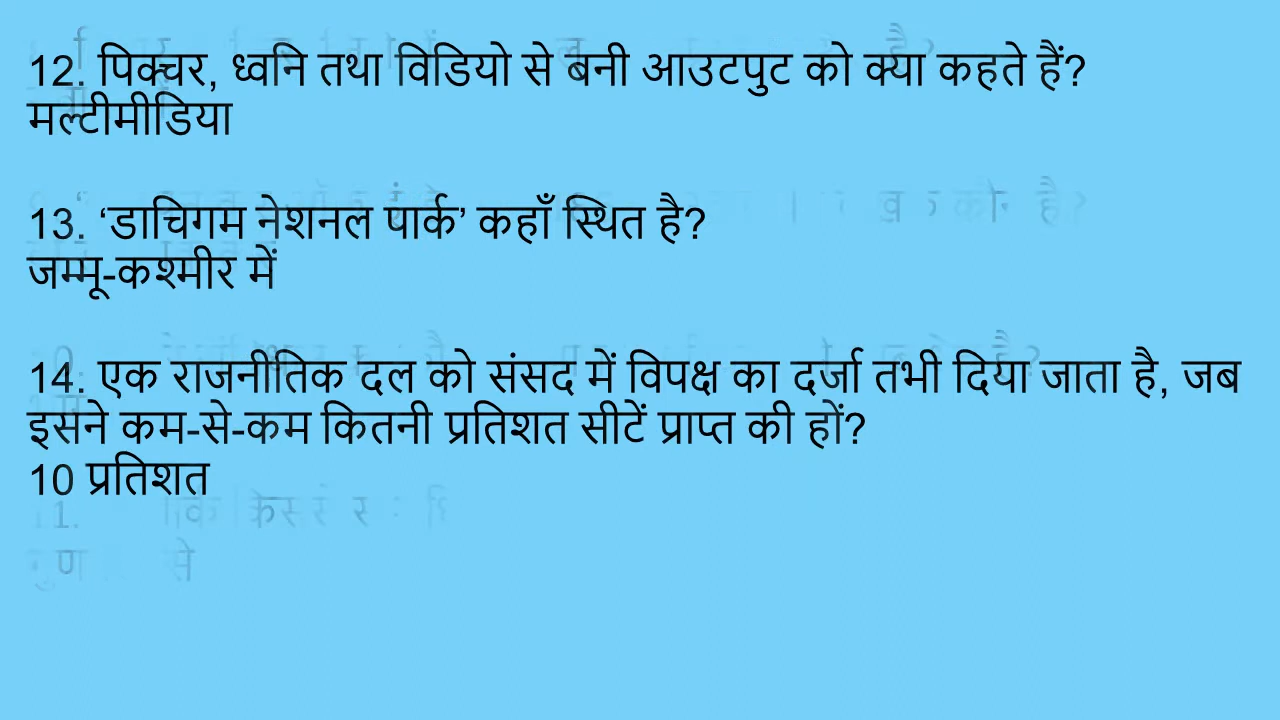 12. पिक्चर, ध्वनि तथा विडियो से बनी आउटपुट को क्या कहते हैं?
मल्टीमीडिया
13. ‘डाचिगम नेशनल पार्क’ कहाँ स्थित है?
जम्मू-कश्मीर में
14. एक राजनीतिक दल को संसद में विपक्ष का दर्जा तभी दिया जाता है, जब
इसने कम-से-कम कितनी प्रतिशत सीटें प्राप्त की हों?
10 प्रतिशत